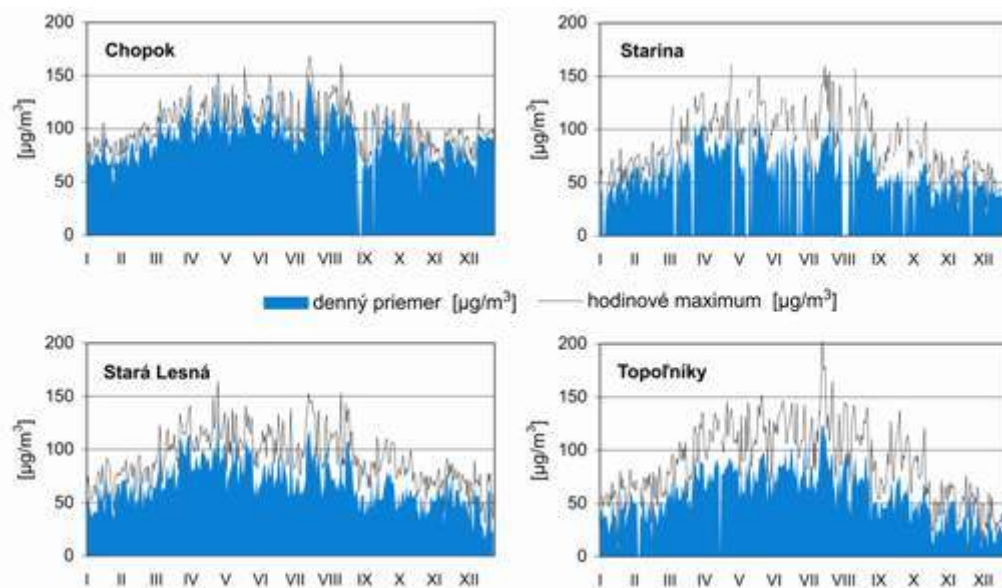 Chopok
[µg/m³]
200
150
100
50
0
I II III IV V VI VII VIII IX X XI XII
Starina
[µg/m³]
200
150
100
50
0
I II III IV V VI VII VIII IX X XI XII
denný priemer [µg/m³] hodinové maximum [µg/m³]
Stará Lesná
[µg/m³]
200
150
100
50
0
I II III IV V VI VII VIII IX X XI XII
Topoľníky
[µg/m³]
200
150
100
50
0
I II III IV V VI VII VIII IX X XI XII